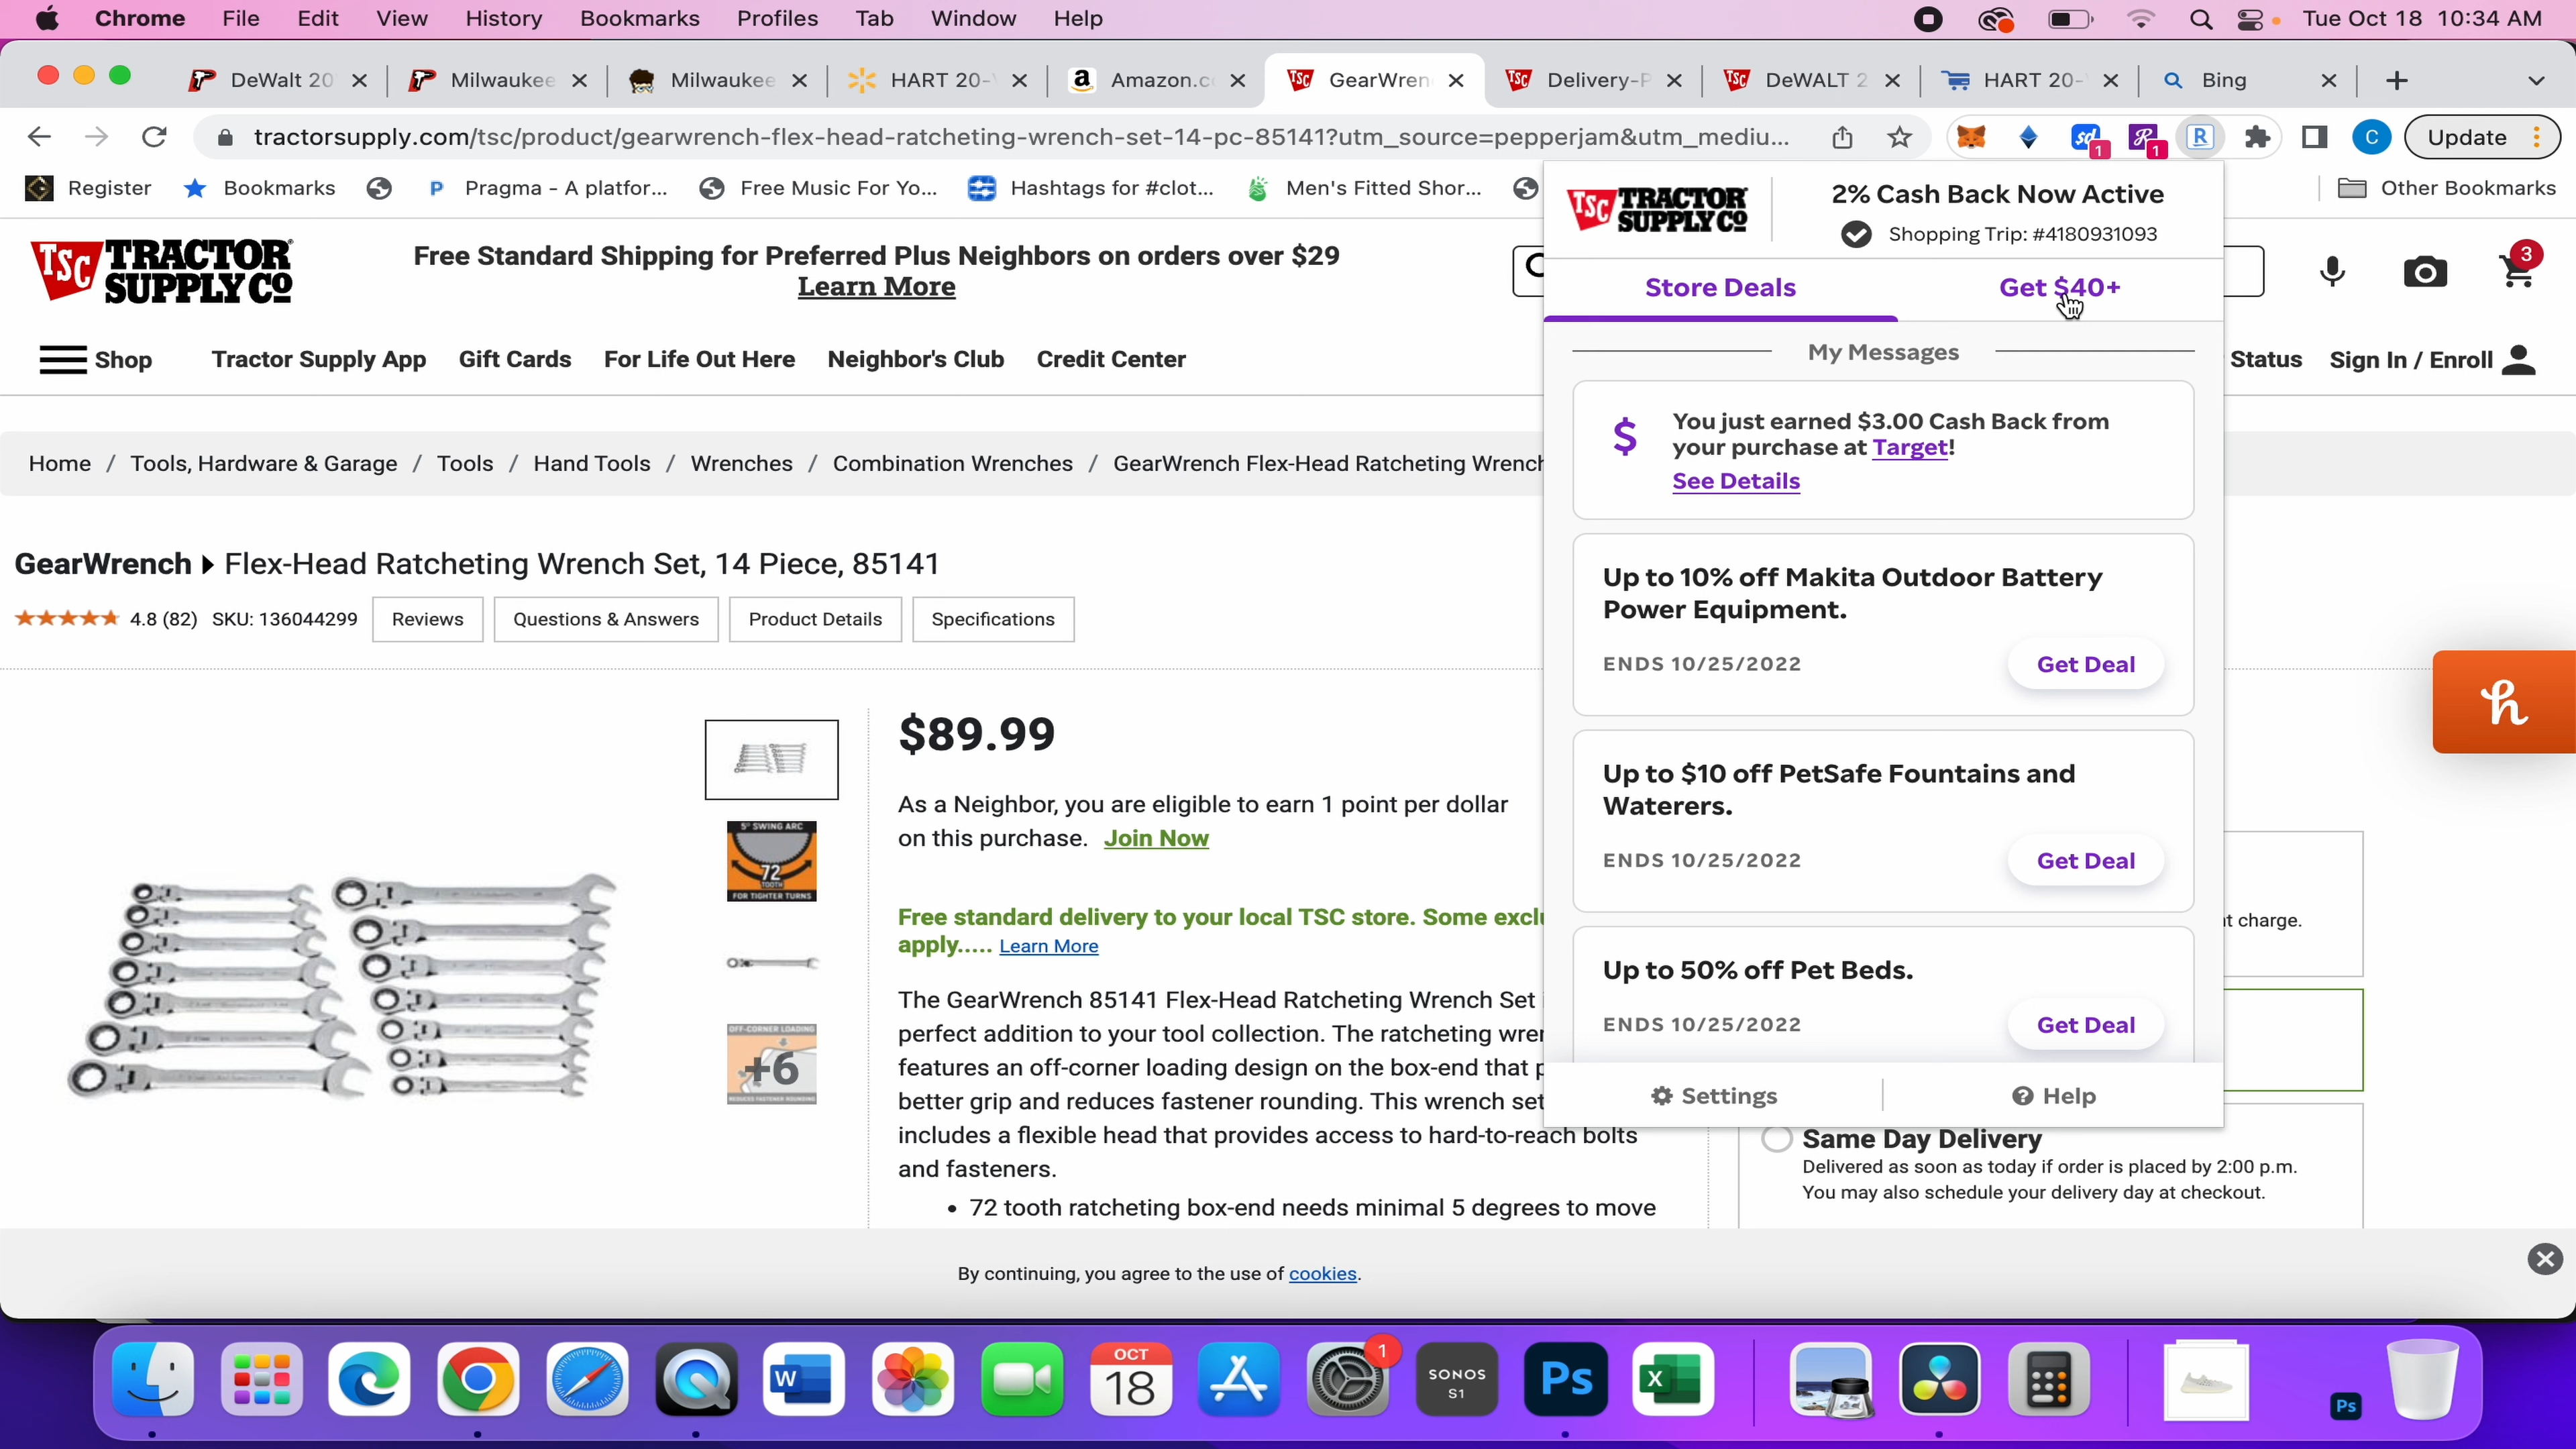 Chrome File Edit View History Bookmarks Profiles Tab Window Help
Tue Oct 18 10:34 AM
DeWalt 20
Milwaukee
Milwaukee
HART 20-
Amazon.c
GearWren
Delivery-P
DeWALT 2
HART 20-
Bing
tractorsupply.com/tsc/product/gearwrench-flex-head-ratcheting-wrench-set-14-pc-85141?utm_source=pepperjam&utm_mediu...
1
1
C
Update
Register
Bookmarks
Pragma - A platfor...
Free Music For Yo...
Hashtags for #clot...
Men's Fitted Shor...
Other Bookmarks
TSC TRACTOR SUPPLY CO
Free Standard Shipping for Preferred Plus Neighbors on orders over $29
Learn More
3
Shop
Tractor Supply App
Gift Cards
For Life Out Here
Neighbor's Club
Credit Center
Status
Sign In / Enroll
Home / Tools, Hardware & Garage / Tools / Hand Tools / Wrenches / Combination Wrenches / GearWrench Flex-Head Ratcheting Wrench
GearWrench Flex-Head Ratcheting Wrench Set, 14 Piece, 85141
4.8 (82) SKU: 136044299
Reviews
Questions & Answers
Product Details
Specifications
5° SWING ARC
72
TOOTH
FOR TIGHTER TURNS
OFF-CORNER LOADING
+6
REDUCES FASTENER ROUNDING
$89.99
As a Neighbor, you are eligible to earn 1 point per dollar
on this purchase. Join Now
Free standard delivery to your local TSC store. Some exclu
apply..... Learn More
The GearWrench 85141 Flex-Head Ratcheting Wrench Set
perfect addition to your tool collection. The ratcheting wre
features an off-corner loading design on the box-end that p
better grip and reduces fastener rounding. This wrench set
includes a flexible head that provides access to hard-to-reach bolts
and fasteners.
• 72 tooth ratcheting box-end needs minimal 5 degrees to move
TSC TRACTOR SUPPLY CO
2% Cash Back Now Active
Shopping Trip: #4180931093
Store Deals
Get $40+
My Messages
$
You just earned $3.00 Cash Back from
your purchase at Target!
See Details
Up to 10% off Makita Outdoor Battery
Power Equipment.
ENDS 10/25/2022
Get Deal
Up to $10 off PetSafe Fountains and
Waterers.
ENDS 10/25/2022
Get Deal
Up to 50% off Pet Beds.
ENDS 10/25/2022
Get Deal
Settings
Help
t charge.
Same Day Delivery
Delivered as soon as today if order is placed by 2:00 p.m.
You may also schedule your delivery day at checkout.
By continuing, you agree to the use of cookies.
W
OCT
18
1
SONOS
S1
Ps
X
Ps